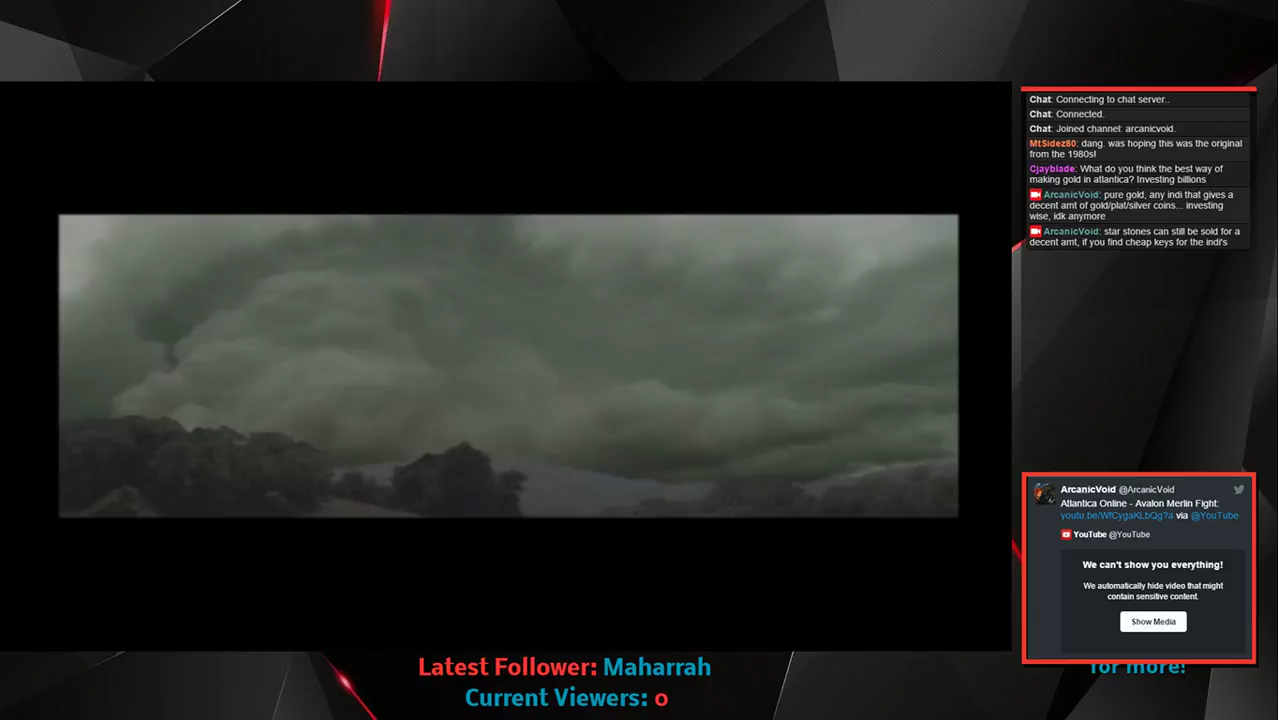 Chat: Connecting to chat server..
Chat: Connected.
Chat: Joined channel: arcanicvoid.
MtSidez80: dang. was hoping this was the original
from the 1980s!
Cjayblade: What do you think the best way of
making gold in atlantica? Investing billions
ArcanicVoid: pure gold, any indi that gives a
decent amt of gold/plat/silver coins... investing
wise, idk anymore
ArcanicVoid: star stones can still be sold for a
decent amt, if you find cheap keys for the indi's
ArcanicVoid @ArcanicVoid
Atlantica Online - Avalon Merlin Fight:
youtu.be/WfCygaKLbQg?a via @YouTube
YouTube @YouTube
We can't show you everything!
We automatically hide video that might
contain sensitive content.
Show Media
for more!
Latest Follower: Maharrah
Current Viewers: 0